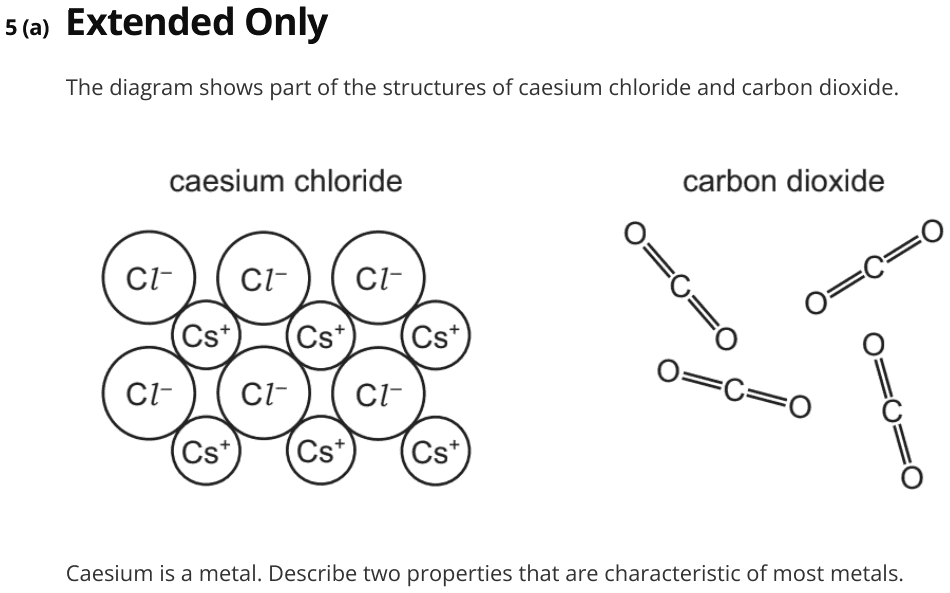 5 (a) Extended Only
The diagram shows part of the structures of caesium chloride and carbon dioxide.
caesium chloride carbon dioxide
Cl⁻ Cl⁻ Cl⁻
Cs⁺ Cs⁺ Cs⁺
Cl⁻ Cl⁻ Cl⁻
Cs⁺ Cs⁺ Cs⁺
O C O
O C O
O C O
O C O
Caesium is a metal. Describe two properties that are characteristic of most metals.